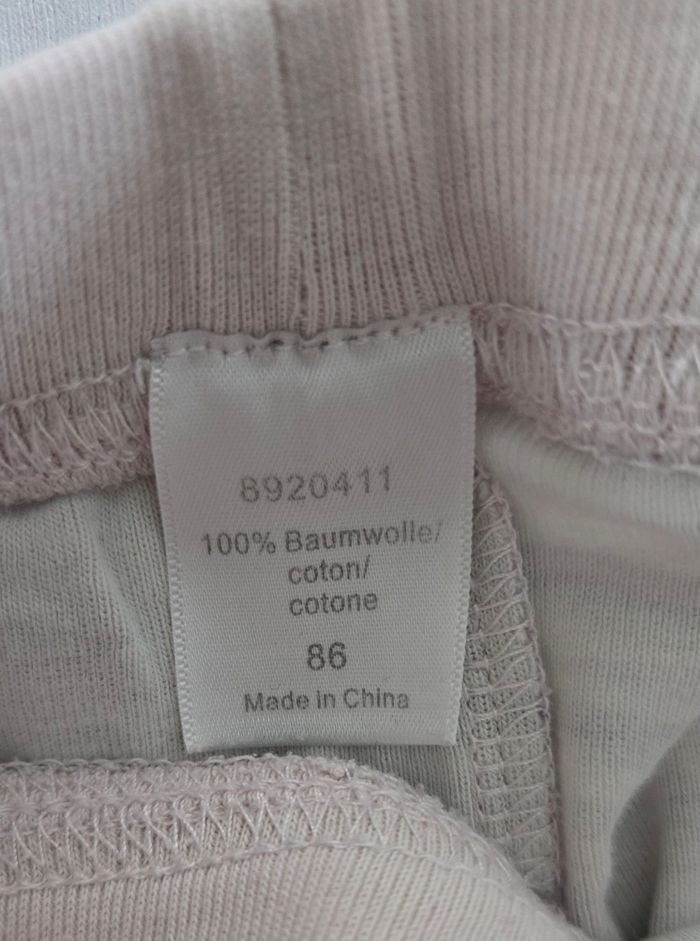 8920411
100% Baumwolle/
coton/
cotone
86
Made in China